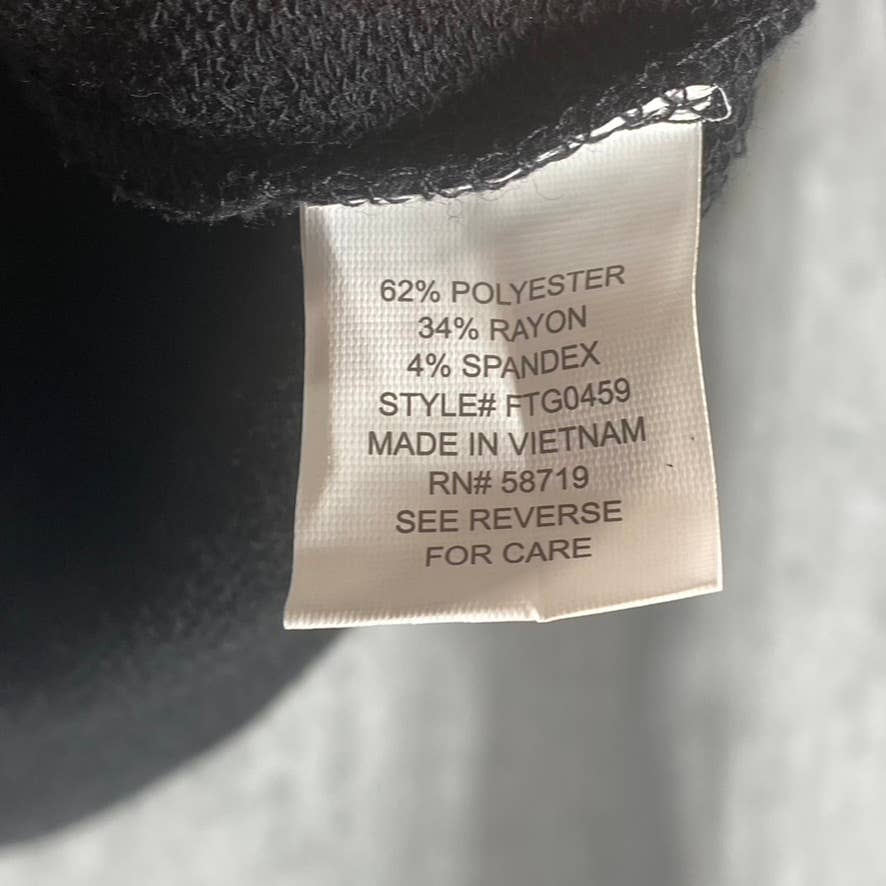 62% POLYESTER
34% RAYON
4% SPANDEX
STYLE# FTG0459
MADE IN VIETNAM
RN# 58719
SEE REVERSE
FOR CARE